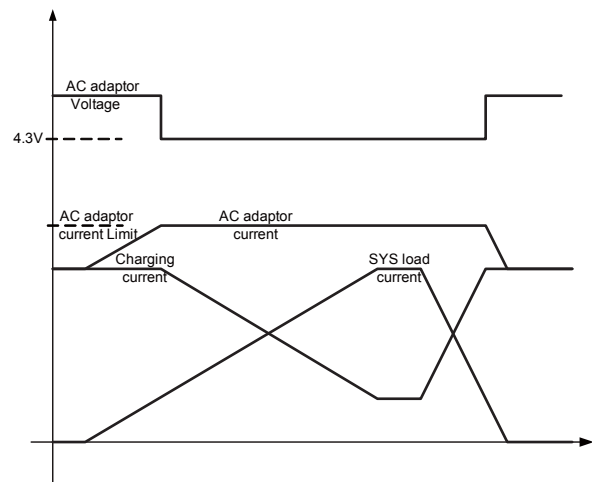 AC adaptor
Voltage
4.3V
AC adaptor
current Limit
AC adaptor
current
Charging
current
SYS load
current